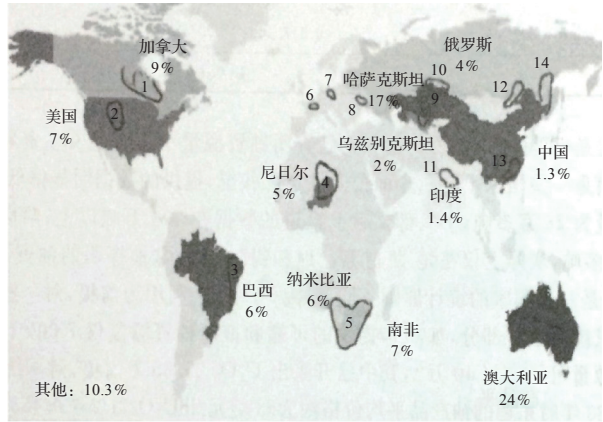 加拿大
9%
1
美国
7%
2
俄罗斯
4%
14
10
7
哈萨克斯坦
17%
9
12
6
8
乌兹别克斯坦
2%
11
13
中国
1.3%
尼日尔
5%
4
印度
1.4%
3
巴西
6%
纳米比亚
6%
5
南非
7%
澳大利亚
24%
其他：10.3%